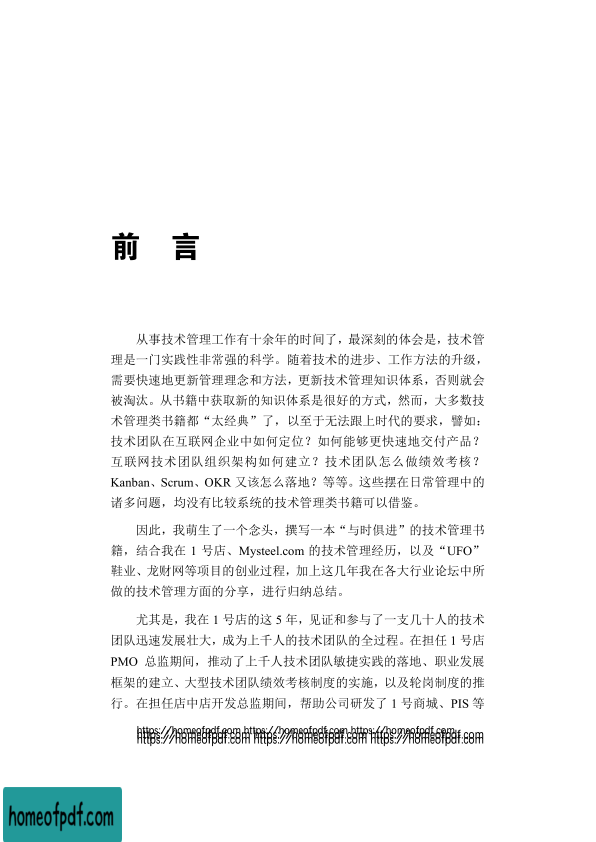 前 言
从事技术管理工作有十余年的时间了，最深刻的体会是，技术管
理是一门实践性非常强的科学。随着技术的进步、工作方法的升级，
需要快速地更新管理理念和方法，更新技术管理知识体系，否则就会
被淘汰。从书籍中获取新的知识体系是很好的方式，然而，大多数技
术管理类书籍都“太经典”了，以至于无法跟上时代的要求，譬如：
技术团队在互联网企业中如何定位？如何能够更快速地交付产品？
互联网技术团队组织架构如何建立？技术团队怎么做绩效考核？
Kanban、Scrum、OKR 又该怎么落地？等等。这些摆在日常管理中的
诸多问题，均没有比较系统的技术管理类书籍可以借鉴。
因此，我萌生了一个念头，撰写一本“与时俱进”的技术管理书
籍，结合我在 1 号店、Mysteel.com 的技术管理经历，以及“UFO”
鞋业、龙财网等项目的创业过程，加上这几年我在各大行业论坛中所
做的技术管理方面的分享，进行归纳总结。
尤其是，我在 1 号店的这 5 年，见证和参与了一支几十人的技术
团队迅速发展壮大，成为上千人的技术团队的全过程。在担任 1 号店
PMO 总监期间，推动了上千人技术团队敏捷实践的落地、职业发展
框架的建立、大型技术团队绩效考核制度的实施，以及轮岗制度的推
行。在担任店中店开发总监期间，帮助公司研发了 1 号商城、PIS 等
https://homeofpdf.com https://homeofpdf.com https://homeofpdf.com
https://homeofpdf.com https://homeofpdf.com https://homeofpdf.com
homeofpdf.com